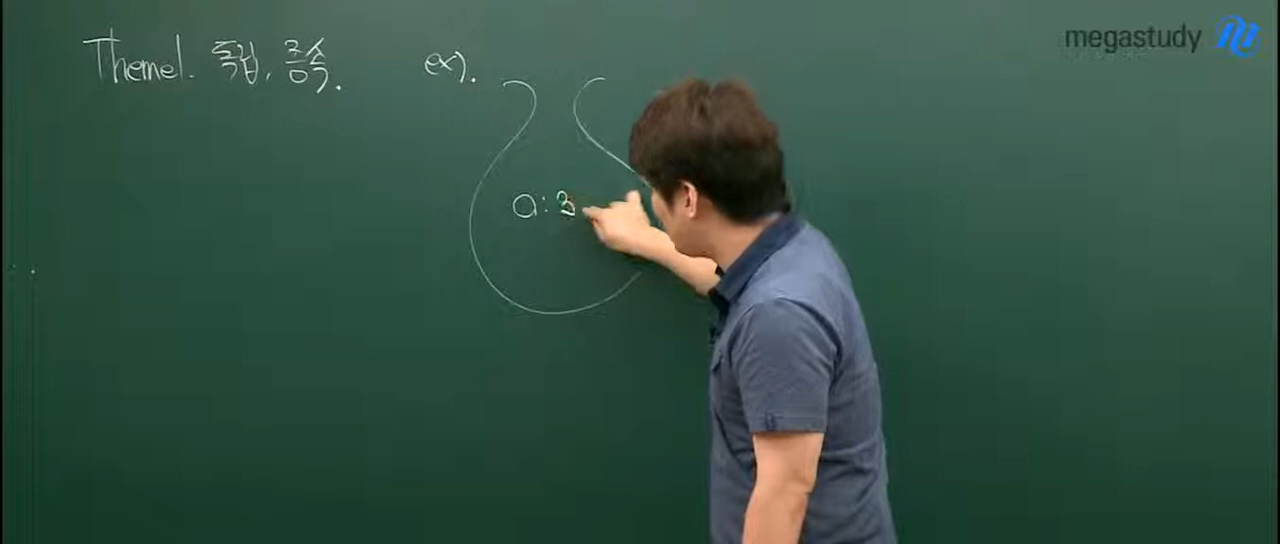 Theme1. 독립, 종속.
ex).
a: 3
megastudy